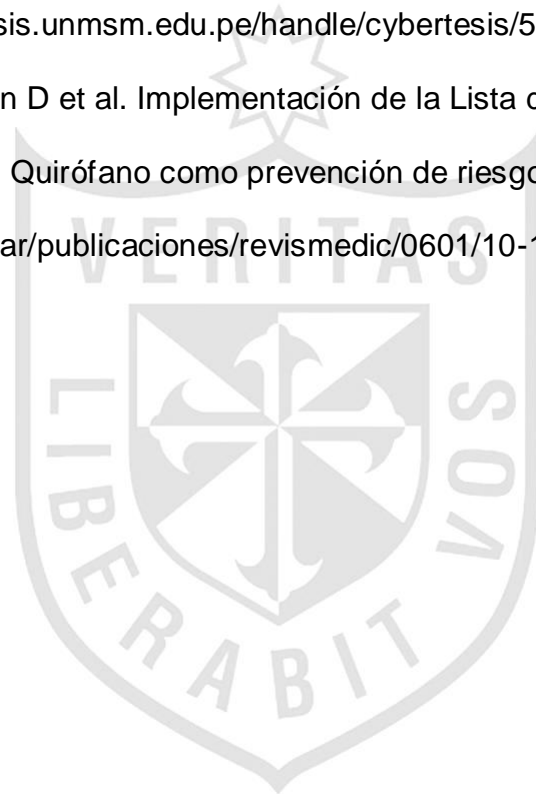 sis.unmsm.edu.pe/handle/cybertesis/5
n D et al. Implementación de la Lista
Quirófano como prevención de riesgo
ar/publicaciones/revismedic/0601/10-1
VERITAS
LIBERABIT VOS